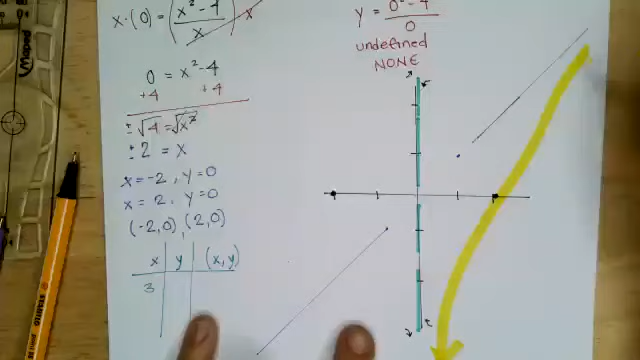 x·(0) = (x² - 4 / x) x
0 = x² - 4
+4 +4
± √4 = √x²
± 2 = x
x = -2 , y = 0
x = 2 , y = 0
(-2,0) , (2,0)
x y (x,y)
3
y = 0² - 4 / 0
undefined
NONE
Maped